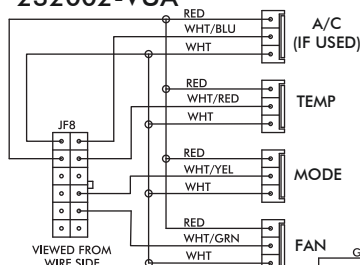 232002-VUA
RED
WHT/BLU
WHT
A/C
(IF USED)
RED
WHT/RED
WHT
TEMP
JF8
RED
WHT/YEL
WHT
MODE
RED
WHT/GRN
WHT
FAN
VIEWED FROM
WIRE SIDE
G